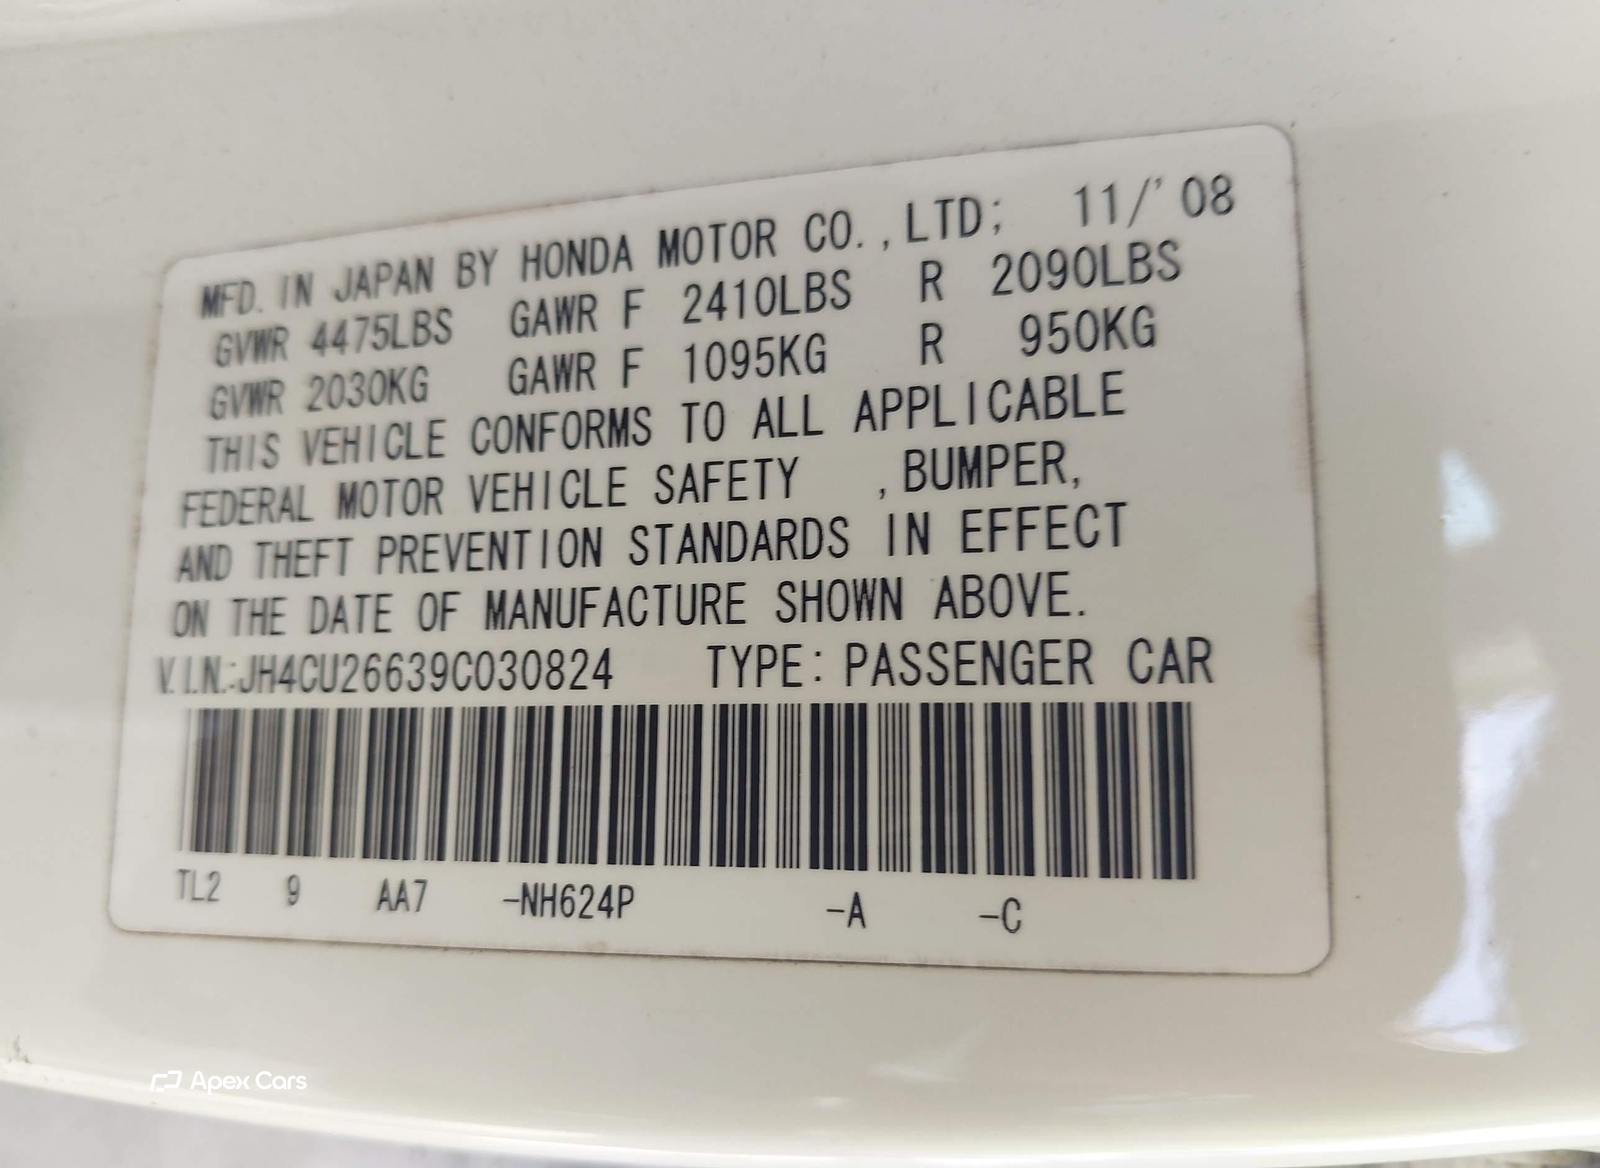 MFD. IN JAPAN BY HONDA MOTOR CO.,LTD; 11/'08
GVWR 4475LBS GAWR F 2410LBS R 2090LBS
GVWR 2030KG GAWR F 1095KG R 950KG
THIS VEHICLE CONFORMS TO ALL APPLICABLE
FEDERAL MOTOR VEHICLE SAFETY ,BUMPER,
AND THEFT PREVENTION STANDARDS IN EFFECT
ON THE DATE OF MANUFACTURE SHOWN ABOVE.
V.I.N.:JH4CU26639C030824 TYPE: PASSENGER CAR
TL2 9 AA7 -NH624P -A -C
Apex Cars